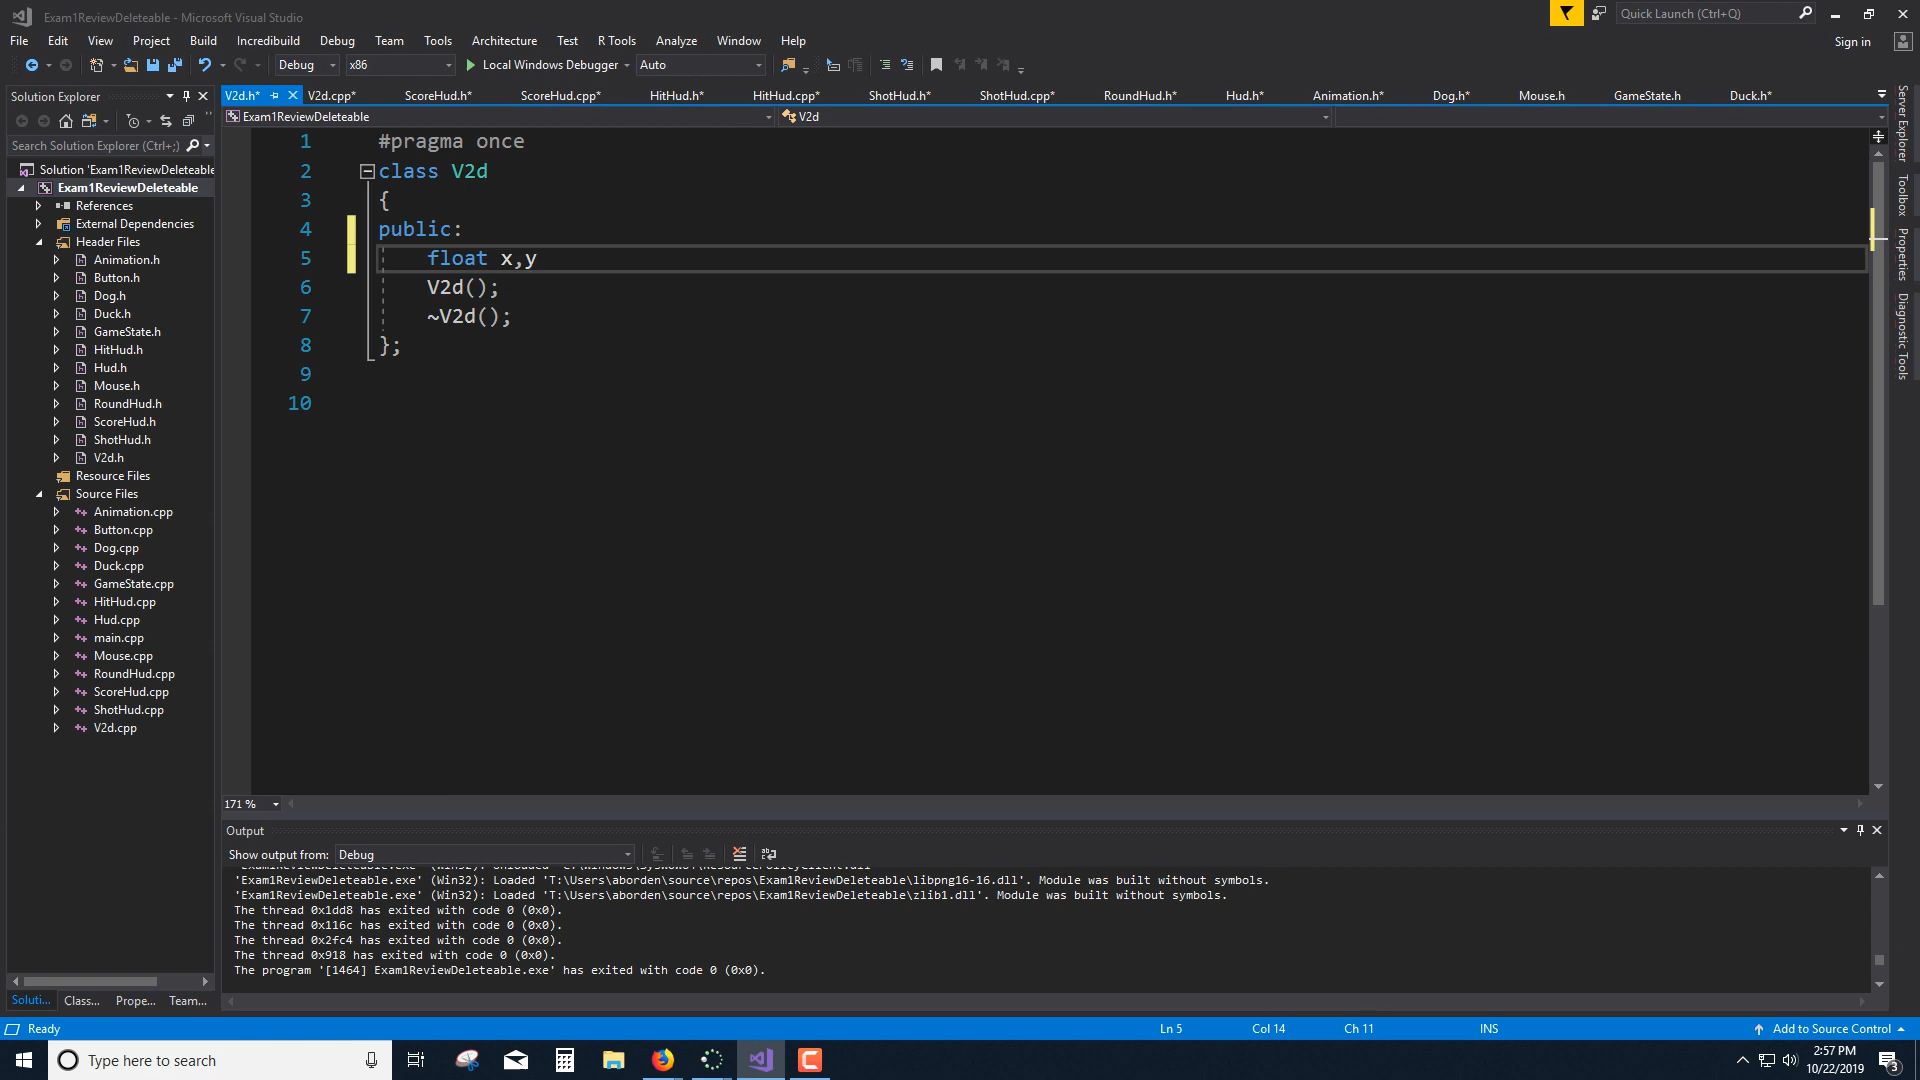 Exam1ReviewDeleteable - Microsoft Visual Studio
Quick Launch (Ctrl+Q)
File Edit View Project Build Incredibuild Debug Team Tools Architecture Test R Tools Analyze Window Help
Sign in
Debug x86 Local Windows Debugger Auto
Solution Explorer
V2d.h* V2d.cpp* ScoreHud.h* ScoreHud.cpp* HitHud.h* HitHud.cpp* ShotHud.h* ShotHud.cpp* RoundHud.h* Hud.h* Animation.h* Dog.h* Mouse.h GameState.h Duck.h*
Exam1ReviewDeleteable V2d
Search Solution Explorer (Ctrl+;)
Solution 'Exam1ReviewDeleteable
Exam1ReviewDeleteable
References
External Dependencies
Header Files
Animation.h
Button.h
Dog.h
Duck.h
GameState.h
HitHud.h
Hud.h
Mouse.h
RoundHud.h
ScoreHud.h
ShotHud.h
V2d.h
Resource Files
Source Files
Animation.cpp
Button.cpp
Dog.cpp
Duck.cpp
GameState.cpp
HitHud.cpp
Hud.cpp
main.cpp
Mouse.cpp
RoundHud.cpp
ScoreHud.cpp
ShotHud.cpp
V2d.cpp
Soluti... Class... Prope... Team...
1 #pragma once
2 class V2d
3 {
4 public:
5 float x,y
6 V2d();
7 ~V2d();
8 };
9
10
171 %
Server Explorer
Toolbox
Properties
Diagnostic Tools
Output
Show output from: Debug
'Exam1ReviewDeleteable.exe' (Win32): Loaded 'T:\Users\aborden\source\repos\Exam1ReviewDeleteable\libpng16-16.dll'. Module was built without symbols.
'Exam1ReviewDeleteable.exe' (Win32): Loaded 'T:\Users\aborden\source\repos\Exam1ReviewDeleteable\zlib1.dll'. Module was built without symbols.
The thread 0x1dd8 has exited with code 0 (0x0).
The thread 0x116c has exited with code 0 (0x0).
The thread 0x2fc4 has exited with code 0 (0x0).
The thread 0x918 has exited with code 0 (0x0).
The program '[1464] Exam1ReviewDeleteable.exe' has exited with code 0 (0x0).
Ready Ln 5 Col 14 Ch 11 INS Add to Source Control
Type here to search
2:57 PM
10/22/2019
3